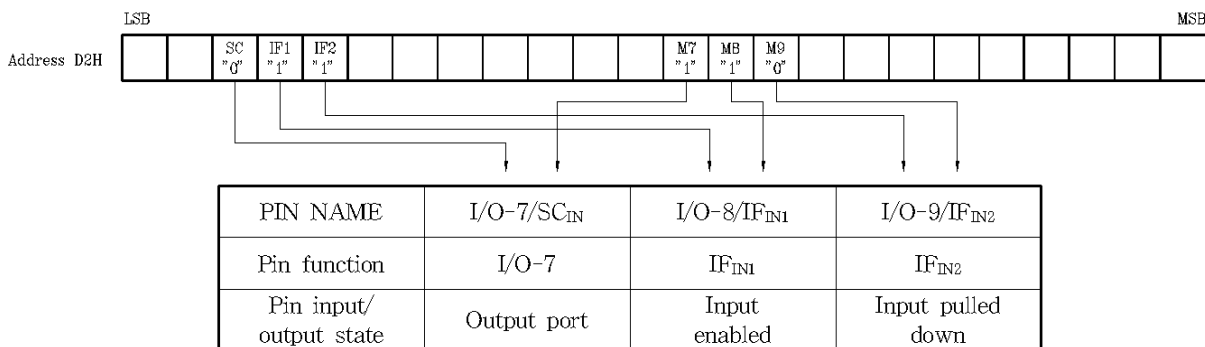 LSB MSB
Address D2H
SC IF1 IF2 M7 M8 M9
"0" "1" "1" "1" "1" "0"
PIN NAME I/O-7/SCIN I/O-8/IFIN1 I/O-9/IFIN2
Pin function I/O-7 IFIN1 IFIN2
Pin input/ output state Output port Input enabled Input pulled down